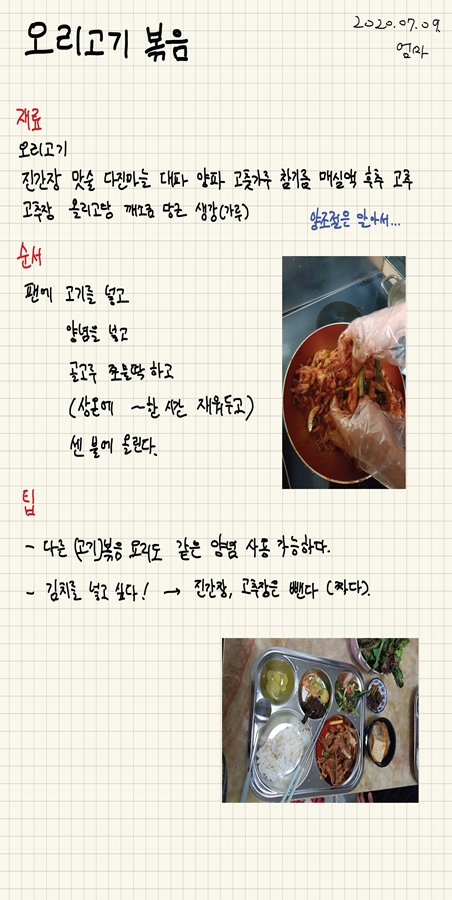 2020.07.09
오리고기 볶음
엄마
재료
오리고기
진간장 맛술 다진마늘 대파 양파 고춧가루 참기름 매실액 후추 고추
고추장 올리고당 깨소금 당근 생강(가루)
양조절은 알아서...
순서
팬에 고기를 넣고
양념을 넣고
골고루 쪼물딱 하고
(상온에 ~한 시간 재워두고)
센 불에 올린다.
팁
- 다른 (고기)볶음 요리도 같은 양념 사용 가능하다.
- 김치를 넣고 싶다! → 진간장, 고추장은 뺀다 (짜다).